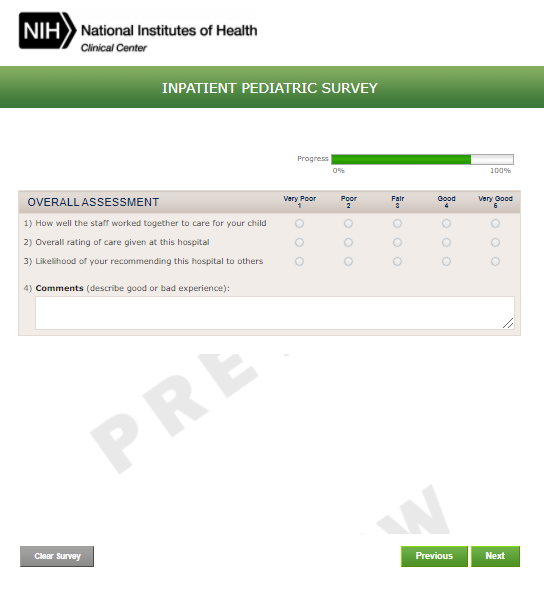 NIH National Institutes of Health
Clinical Center
INPATIENT PEDIATRIC SURVEY
Progress
0% 100%
OVERALL ASSESSMENT Very Poor 1 Poor 2 Fair 3 Good 4 Very Good 5
1) How well the staff worked together to care for your child
2) Overall rating of care given at this hospital
3) Likelihood of your recommending this hospital to others
4) Comments (describe good or bad experience):
PRE
W
Clear Survey Previous Next